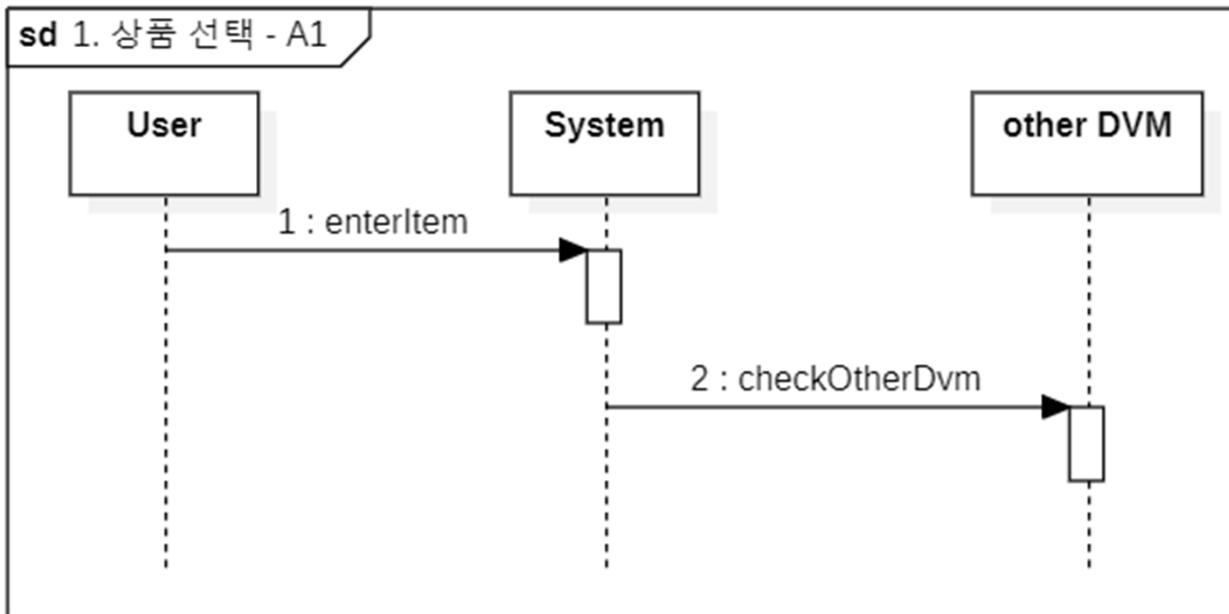 sd 1. 상품 선택 - A1
User
System
other DVM
1 : enterItem
2 : checkOtherDvm